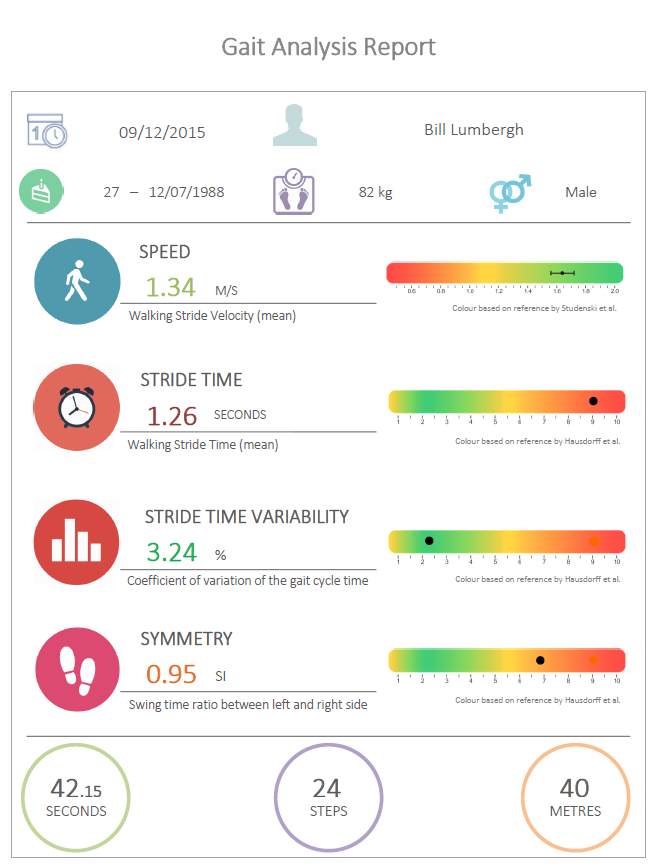 Gait Analysis Report
1
09/12/2015
Bill Lumbergh
27 – 12/07/1988
82 kg
Male
SPEED
1.34 M/S
Walking Stride Velocity (mean)
0.6 0.8 1.0 1.2 1.4 1.6 1.8 2.0
Colour based on reference by Studenski et al.
STRIDE TIME
1.26 SECONDS
Walking Stride Time (mean)
1 2 3 4 5 6 7 8 9 10
Colour based on reference by Hausdorff et al.
STRIDE TIME VARIABILITY
3.24 %
Coefficient of variation of the gait cycle time
1 2 3 4 5 6 7 8 9 10
Colour based on reference by Hausdorff et al.
SYMMETRY
0.95 SI
Swing time ratio between left and right side
1 2 3 4 5 6 7 8 9 10
Colour based on reference by Hausdorff et al.
42.15
SECONDS
24
STEPS
40
METRES